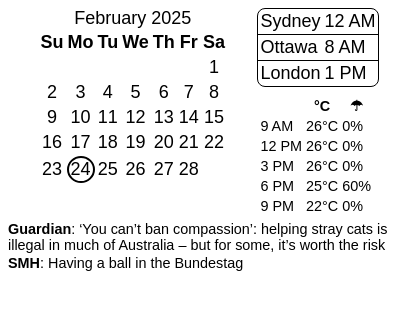 February 2025
Su Mo Tu We Th Fr Sa
1
2 3 4 5 6 7 8
9 10 11 12 13 14 15
16 17 18 19 20 21 22
23 24 25 26 27 28
Sydney 12 AM
Ottawa 8 AM
London 1 PM
°C ☂
9 AM 26°C 0%
12 PM 26°C 0%
3 PM 26°C 0%
6 PM 25°C 60%
9 PM 22°C 0%
Guardian: ‘You can’t ban compassion’: helping stray cats is
illegal in much of Australia – but for some, it’s worth the risk
SMH: Having a ball in the Bundestag